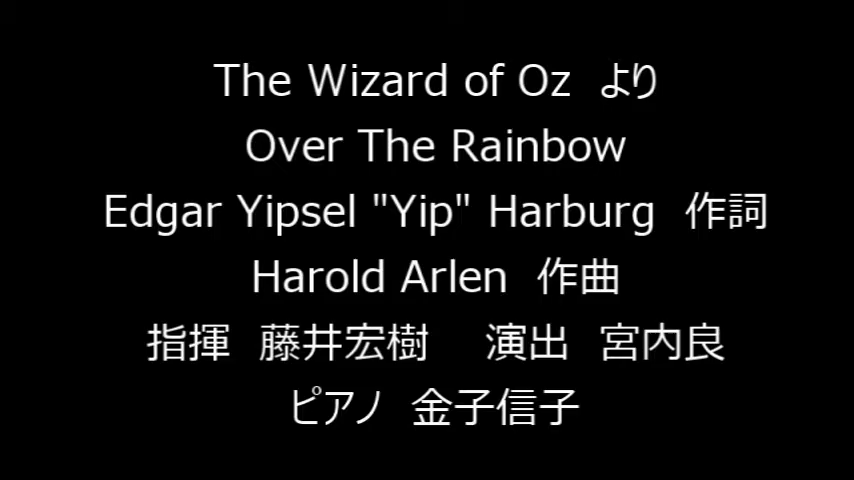 The Wizard of Oz より
Over The Rainbow
Edgar Yipsel "Yip" Harburg 作詞
Harold Arlen 作曲
指揮 藤井宏樹 演出 宮内良
ピアノ 金子信子